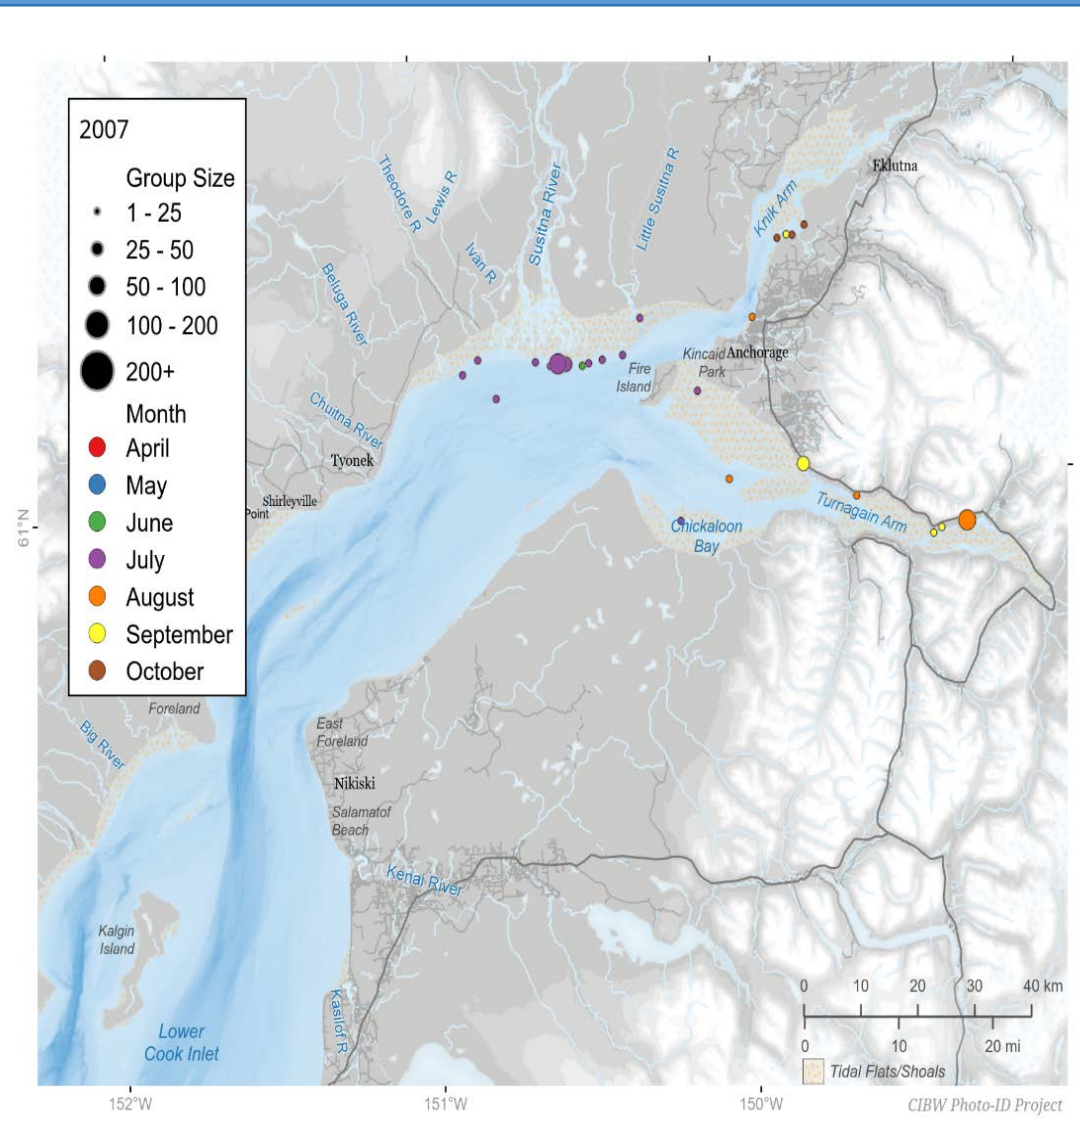 2007
Group Size
1 - 25
25 - 50
50 - 100
100 - 200
200+
Month
April
May
June
July
August
September
October
Theodore R
Lewis R
Ivan R
Susitna River
Little Susitna R
Knik Arm
Eklutna
Beluga River
Kincaid
Park
Anchorage
Fire
Island
Chuitna River
Tyonek
Shirleyville
Point
Turnagain Arm
Chickaloon
Bay
61°N
Foreland
Big River
East
Foreland
Nikiski
Salamatof
Beach
Kenai River
Kalgin
Island
Kasilof R
Lower
Cook Inlet
0 10 20 30 40 km
0 10 20 mi
Tidal Flats/Shoals
152°W 151°W 150°W
CIBW Photo-ID Project